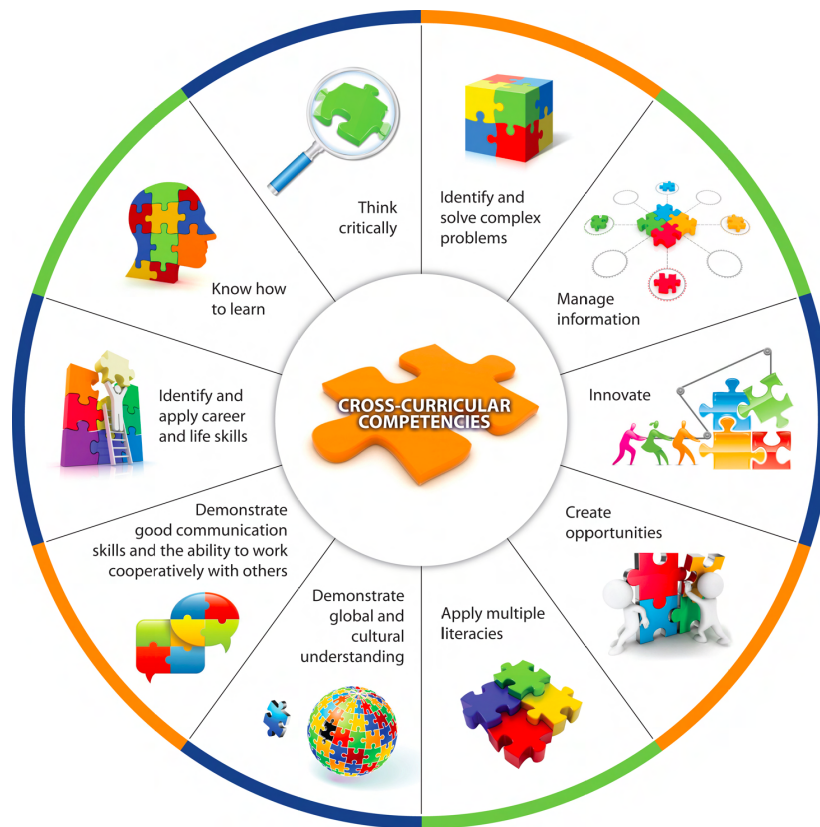 Think
critically
Identify and
solve complex
problems
Manage
information
Innovate
Create
opportunities
Apply multiple
literacies
Demonstrate
global and
cultural
understanding
Demonstrate
good communication
skills and the ability to work
cooperatively with others
Identify and
apply career
and life skills
Know how
to learn
CROSS-CURRICULAR
COMPETENCIES